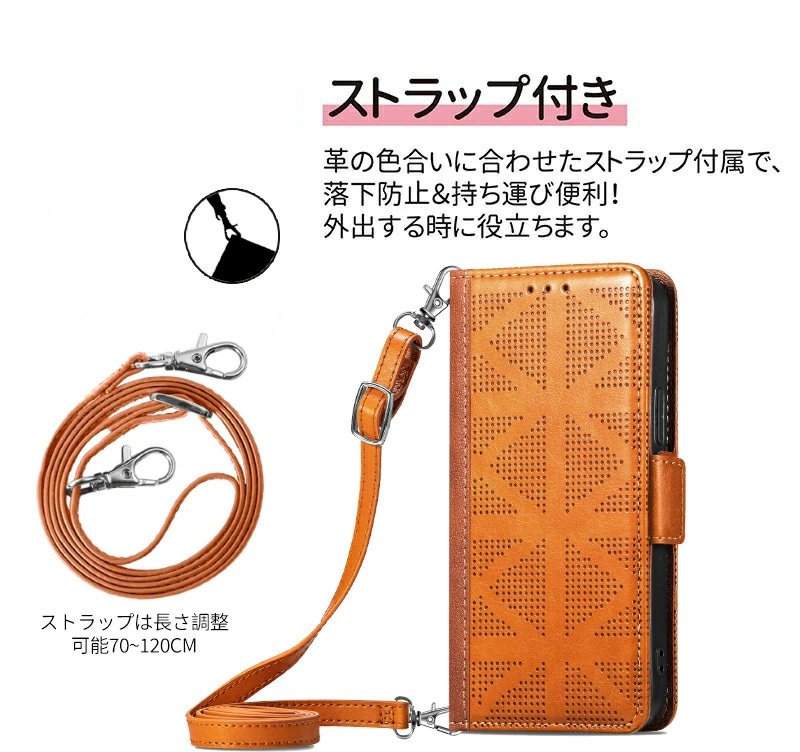 ストラップ付き
革の色合いに合わせたストラップ付属で、
落下防止&持ち運び便利！
外出する時に役立ちます。
ストラップは長さ調整
可能70~120CM